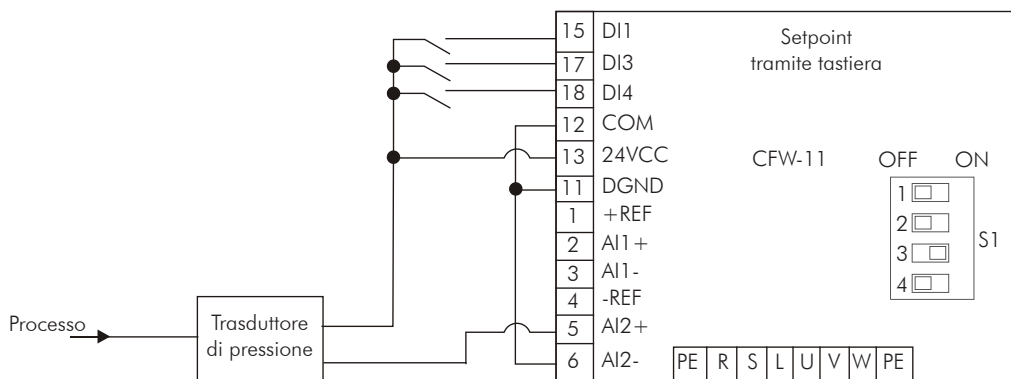 15 DI1
17 DI3
18 DI4
12 COM
13 24VCC
11 DGND
1 +REF
2 AI1+
3 AI1-
4 -REF
5 AI2+
6 AI2-
Setpoint
tramite tastiera
CFW-11
OFF ON
1
2
3
4
S1
Processo
Trasduttore
di pressione
PE R S L U V W PE